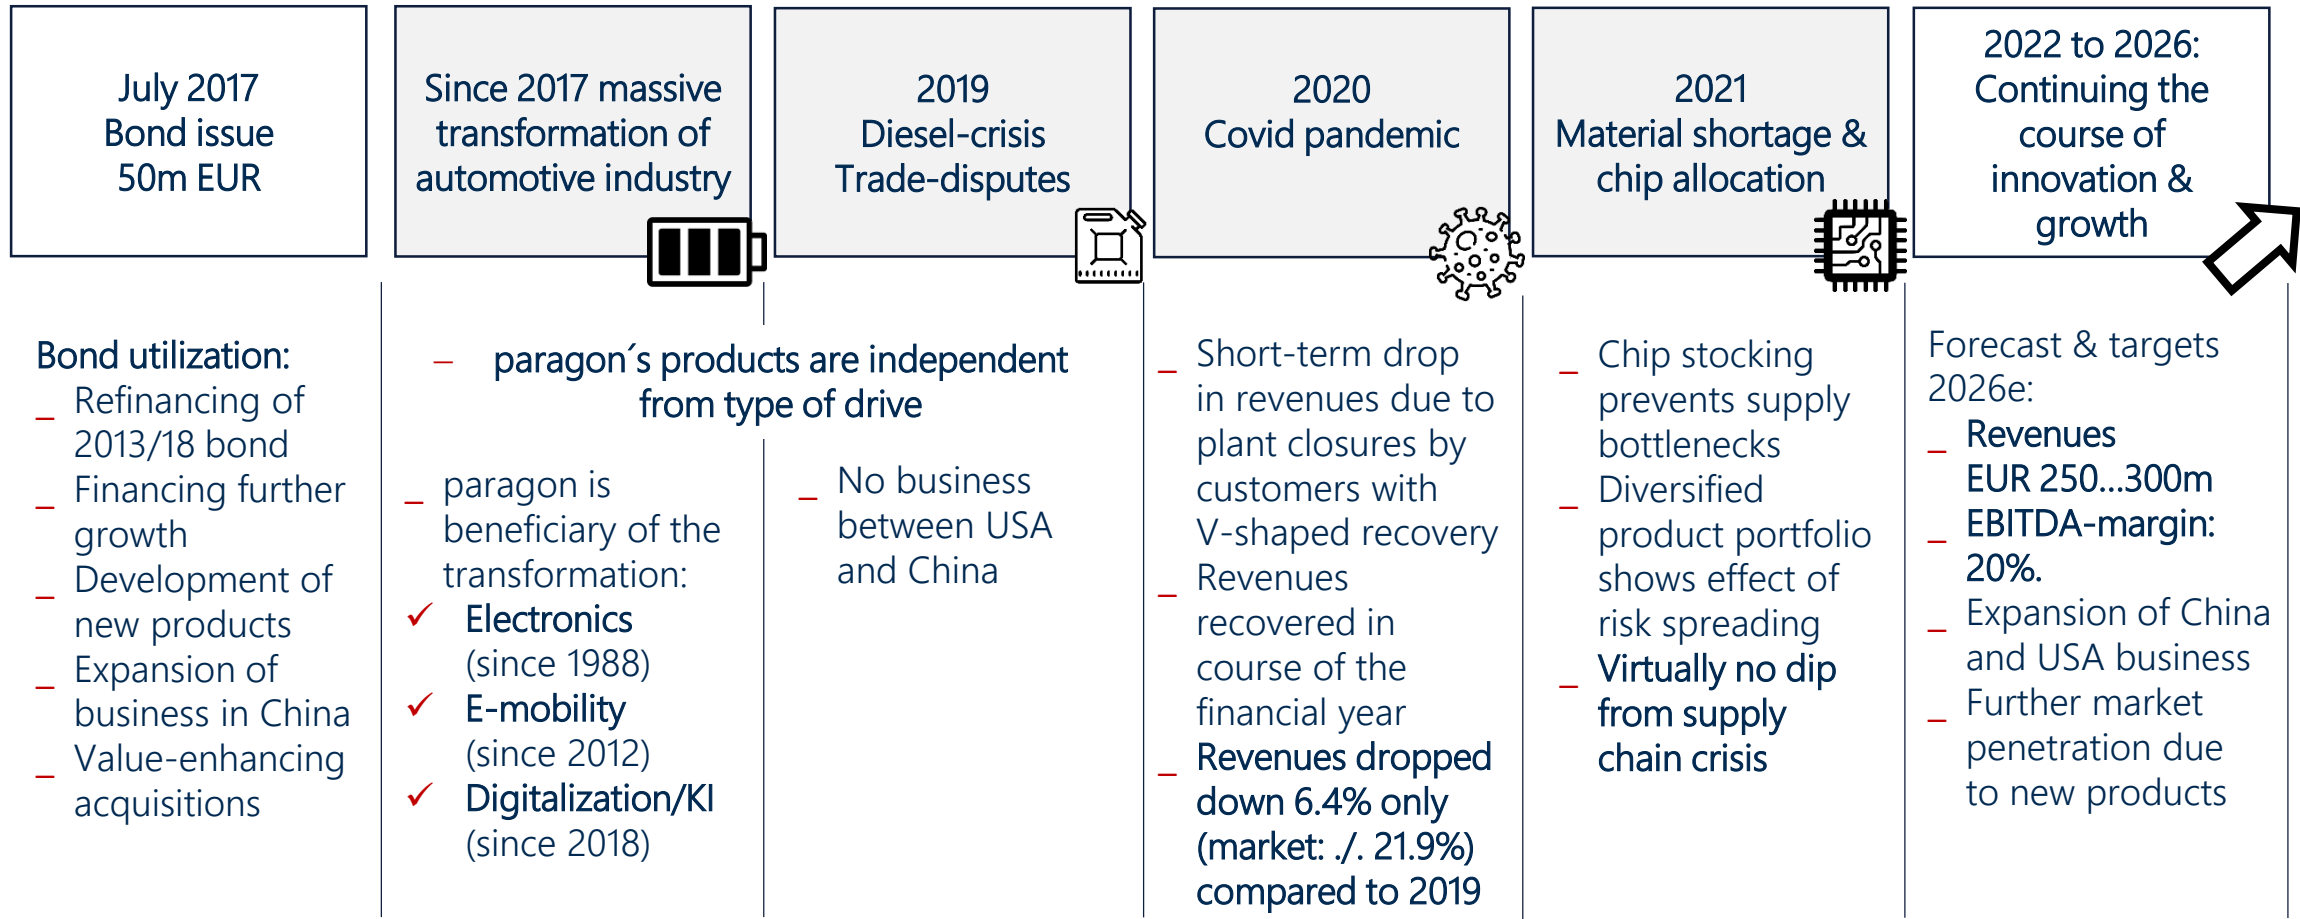 July 2017
Bond issue
50m EUR
Since 2017 massive
transformation of
automotive industry
2019
Diesel-crisis
Trade-disputes
2020
Covid pandemic
2021
Material shortage &
chip allocation
2022 to 2026:
Continuing the
course of
innovation &
growth
Bond utilization:
_ Refinancing of
2013/18 bond
_ Financing further
growth
_ Development of
new products
_ Expansion of
business in China
_ Value-enhancing
acquisitions
– paragon´s products are independent
from type of drive
_ paragon is
beneficiary of the
transformation:
✓ Electronics
(since 1988)
✓ E-mobility
(since 2012)
✓ Digitalization/KI
(since 2018)
_ No business
between USA
and China
_ Short-term drop
in revenues due to
plant closures by
customers with
V-shaped recovery
_ Revenues
recovered in
course of the
financial year
_ Revenues dropped
down 6.4% only
(market: ./. 21.9%)
compared to 2019
_ Chip stocking
prevents supply
bottlenecks
_ Diversified
product portfolio
shows effect of
risk spreading
_ Virtually no dip
from supply
chain crisis
Forecast & targets
2026e:
_ Revenues
EUR 250...300m
_ EBITDA-margin:
20%.
_ Expansion of China
and USA business
_ Further market
penetration due
to new products